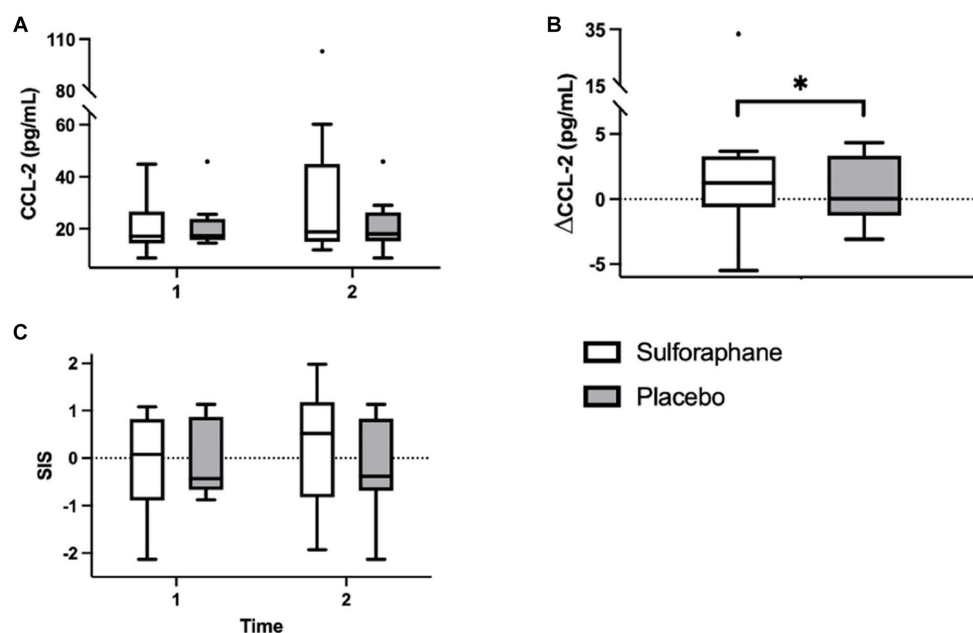 A
CCL-2 (pg/mL)
110
80
60
40
20
1
2
B
ΔCCL-2 (pg/mL)
35
15
5
0
-5
*
C
SIS
2
1
0
-1
-2
1
2
Time
Sulforaphane
Placebo